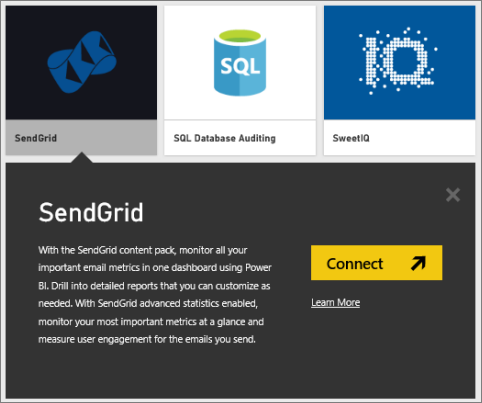 SQL
IQ
SendGrid
SQL Database Auditing
SweetIQ
SendGrid
With the SendGrid content pack, monitor all your
important email metrics in one dashboard using Power
BI. Drill into detailed reports that you can customize as
needed. With SendGrid advanced statistics enabled,
monitor your most important metrics at a glance and
measure user engagement for the emails you send.
Connect
Learn More